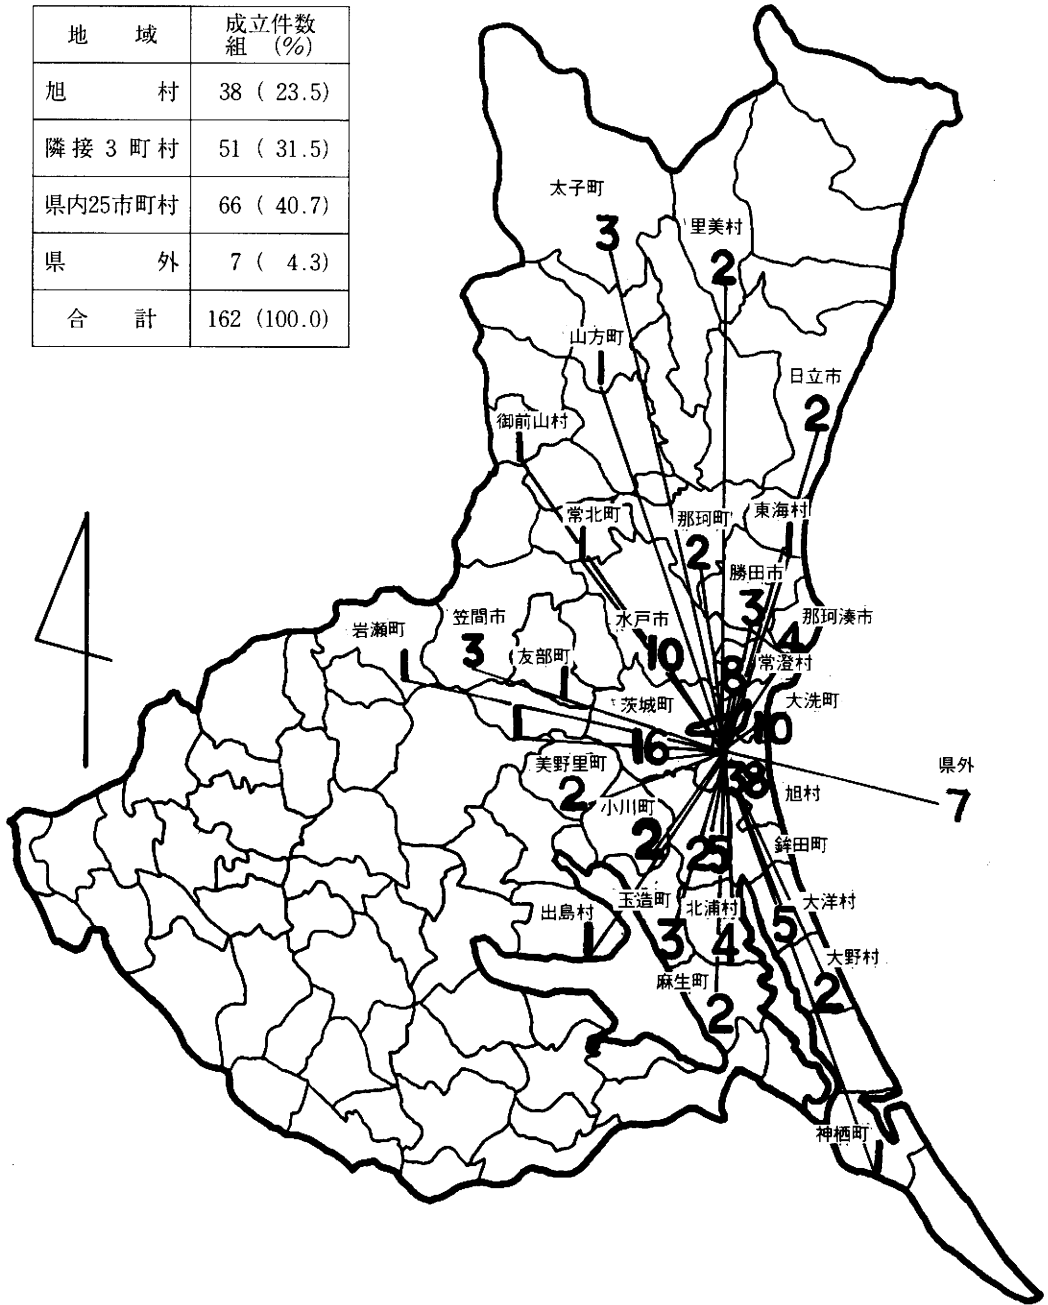 地 域 成立件数
組 (%)
旭 村 38 ( 23.5)
隣接3町村 51 ( 31.5)
県内25市町村 66 ( 40.7)
県 外 7 ( 4.3)
合 計 162 (100.0)
太子町
3
里美村
2
山方町
1
日立市
2
御前山村
1
常北町
1
那珂町
2
東海村
1
勝田市
3
那珂湊市
4
水戸市
10
笠間市
3
岩瀬町
1
友部町
1
常澄村
8
茨城町
16
大洗町
10
1
美野里町
2
小川町
2
県外
7
旭村
38
鉾田町
25
玉造町
3
北浦村
4
大洋村
5
出島村
1
大野村
2
麻生町
2
神栖町
1